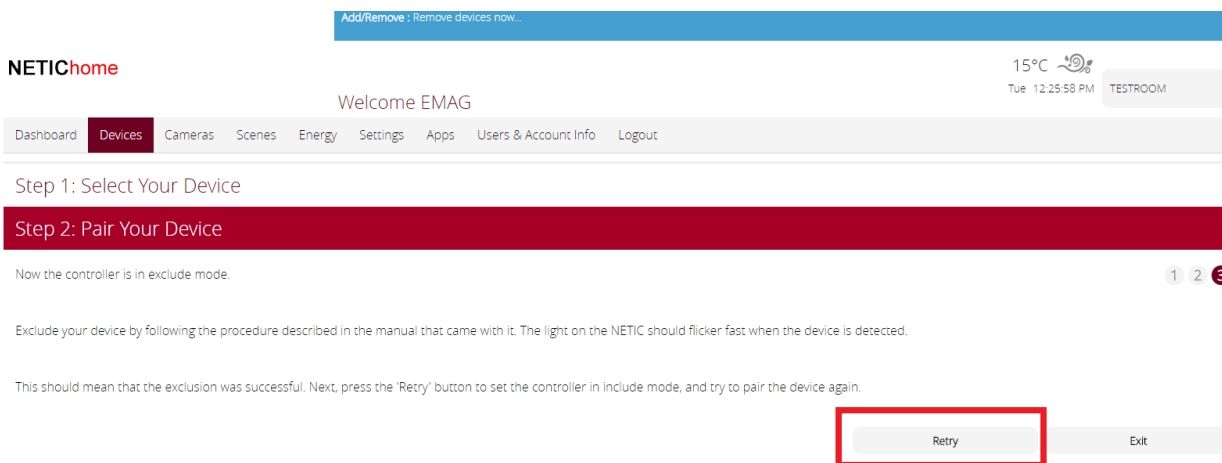 Add/Remove : Remove devices now...
NETIChome
15°C
Tue 12:25:58 PM
TESTROOM
Welcome EMAG
Dashboard Devices Cameras Scenes Energy Settings Apps Users & Account Info Logout
Step 1: Select Your Device
Step 2: Pair Your Device
Now the controller is in exclude mode.
1 2 3
Exclude your device by following the procedure described in the manual that came with it. The light on the NETIC should flicker fast when the device is detected.
This should mean that the exclusion was successful. Next, press the 'Retry' button to set the controller in include mode, and try to pair the device again.
Retry Exit